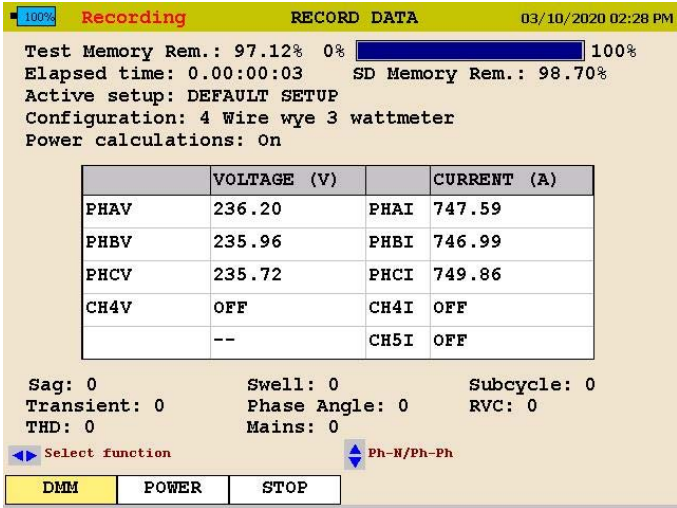 100% Recording RECORD DATA 03/10/2020 02:28 PM
Test Memory Rem.: 97.12% 0% 100%
Elapsed time: 0.00:00:03 SD Memory Rem.: 98.70%
Active setup: DEFAULT SETUP
Configuration: 4 Wire wye 3 wattmeter
Power calculations: On
VOLTAGE (V) CURRENT (A)
PHAV 236.20 PHAI 747.59
PHBV 235.96 PHBI 746.99
PHCV 235.72 PHCI 749.86
CH4V OFF CH4I OFF
-- CH5I OFF
Sag: 0 Swell: 0 Subcycle: 0
Transient: 0 Phase Angle: 0 RVC: 0
THD: 0 Mains: 0
Select function Ph-N/Ph-Ph
DMM POWER STOP